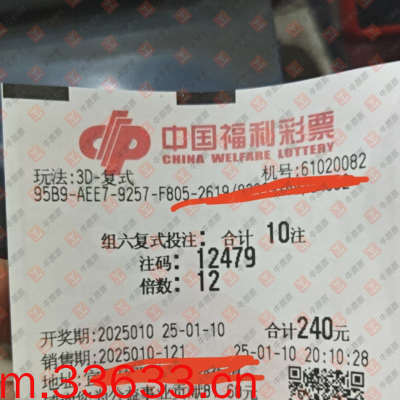 中国福利彩票
CHINA WELFARE LOTTERY
玩法:3D-复式 机号:61020082
95B9-AEE7-9257-F805-2619/
组六复式投注: 合计 10注
注码: 12479
倍数: 12
开奖期:2025010 25-01-10 合计240元
销售期:2025010-121 25-01-10 20:10:28
m.33633.cn